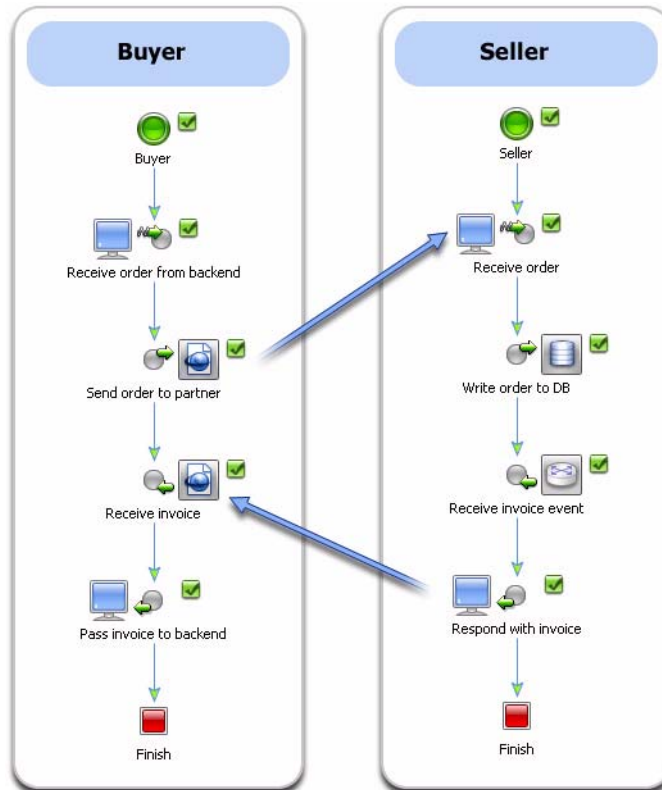 Buyer
Buyer
Receive order from backend
Send order to partner
Receive invoice
Pass invoice to backend
Finish
Seller
Seller
Receive order
Write order to DB
Receive invoice event
Respond with invoice
Finish